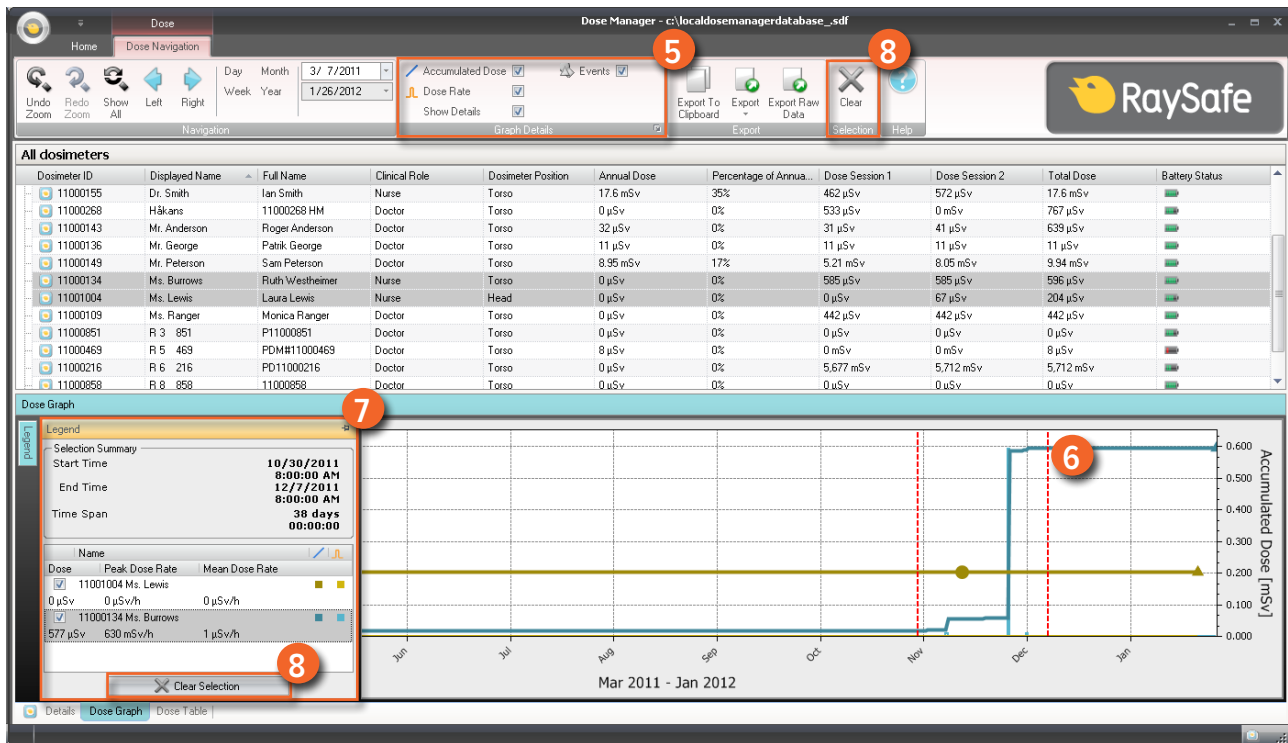 Dose
Dose Manager - c:\localdosemanagerdatabase_.sdf
Home
Dose Navigation
5
8
Undo Zoom
Redo Zoom
Show All
Left
Right
Day Month
Week Year
3/ 7/2011
1/26/2012
Navigation
Accumulated Dose
Events
Dose Rate
Show Details
Graph Details
Export To Clipboard
Export
Export Raw Data
Export
Clear
Selection
?
Help
RaySafe
All dosimeters
Dosimeter ID Displayed Name Full Name Clinical Role Dosimeter Position Annual Dose Percentage of Annua... Dose Session 1 Dose Session 2 Total Dose Battery Status
11000155 Dr. Smith Ian Smith Nurse Torso 17.6 mSv 35% 462 µSv 572 µSv 17.6 mSv
11000268 Håkans 11000268 HM Doctor Torso 0 µSv 0% 533 µSv 0 mSv 767 µSv
11000143 Mr. Anderson Roger Anderson Doctor Torso 32 µSv 0% 31 µSv 41 µSv 639 µSv
11000136 Mr. George Patrik George Doctor Torso 11 µSv 0% 11 µSv 11 µSv 11 µSv
11000149 Mr. Peterson Sam Peterson Doctor Torso 8.95 mSv 17% 5.21 mSv 8.05 mSv 9.94 mSv
11000134 Ms. Burrows Ruth Westheimer Nurse Torso 0 µSv 0% 585 µSv 585 µSv 596 µSv
11001004 Ms. Lewis Laura Lewis Nurse Head 0 µSv 0% 0 µSv 67 µSv 204 µSv
11000109 Ms. Ranger Monica Ranger Doctor Torso 0 µSv 0% 442 µSv 442 µSv 442 µSv
11000851 R 3 851 P11000851 Doctor Torso 0 µSv 0% 0 µSv 0 µSv 0 µSv
11000469 R 5 469 PDM#11000469 Doctor Torso 8 µSv 0% 0 mSv 0 mSv 8 µSv
11000216 R 6 216 PD11000216 Doctor Torso 0 µSv 0% 5,677 mSv 5,712 mSv 5,712 mSv
11000858 R 8 858 11000858 Doctor Torso 0 µSv 0% 0 µSv 0 µSv 0 µSv
Dose Graph
7
Legend
Legend
Selection Summary
Start Time 10/30/2011
8:00:00 AM
End Time 12/7/2011
8:00:00 AM
Time Span 38 days
00:00:00
Name
Dose Peak Dose Rate Mean Dose Rate
11001004 Ms. Lewis
0 µSv 0 µSv/h 0 µSv/h
11000134 Ms. Burrows
577 µSv 630 mSv/h 1 µSv/h
8
Clear Selection
6
0.600
0.500
0.400
0.300
0.200
0.100
0.000
Accumulated Dose [mSv]
Jun Jul Aug Sep Oct Nov Dec Jan
Mar 2011 - Jan 2012
Details Dose Graph Dose Table